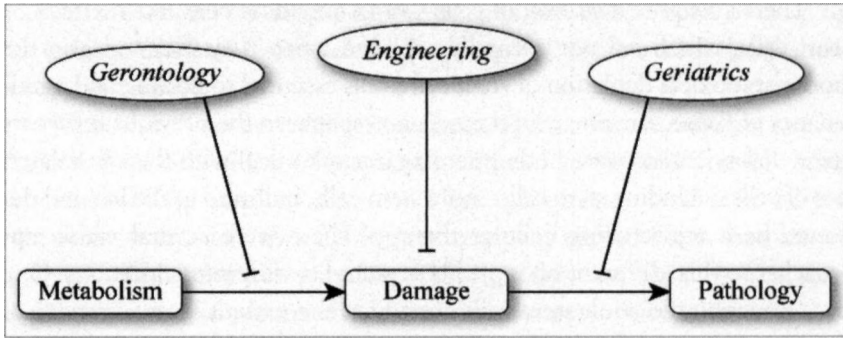 Gerontology
Engineering
Geriatrics
Metabolism
Damage
Pathology